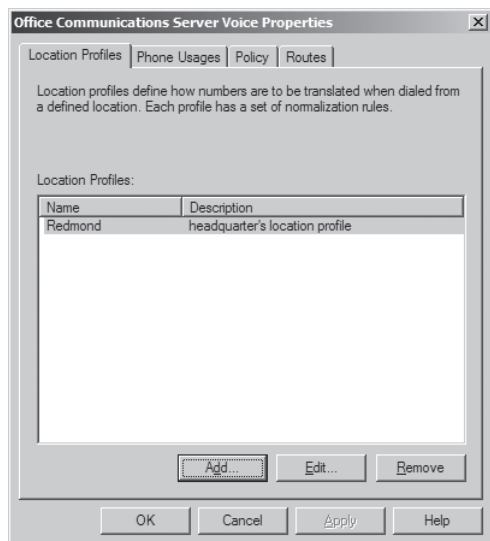 Office Communications Server Voice Properties
Location Profiles Phone Usages Policy Routes
Location profiles define how numbers are to be translated when dialed from
a defined location. Each profile has a set of normalization rules.
Location Profiles:
Name Description
Redmond headquarter's location profile
Add... Edit... Remove
OK Cancel Apply Help